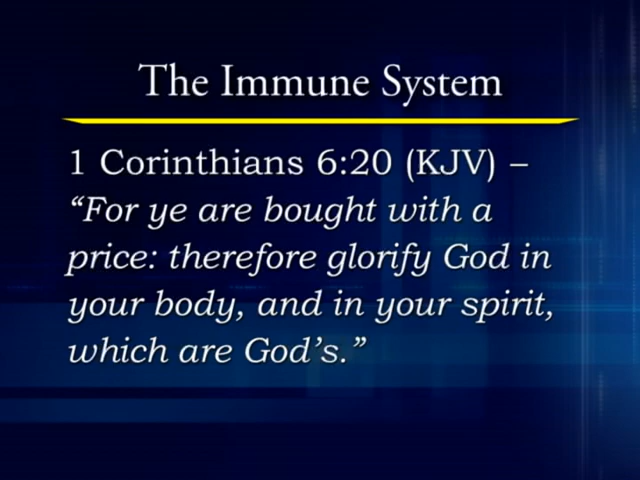 The Immune System
1 Corinthians 6:20 (KJV) –
“For ye are bought with a
price: therefore glorify God in
your body, and in your spirit,
which are God’s.”